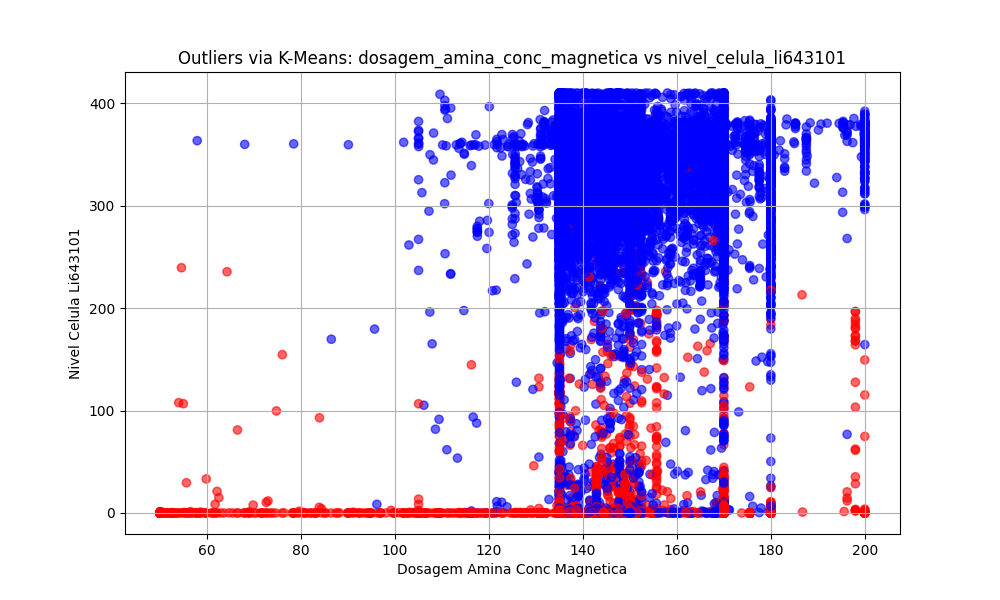 Outliers via K-Means: dosagem_amina_conc_magnetica vs nivel_celula_li643101
Nivel Celula Li643101
400
300
200
100
0
60 80 100 120 140 160 180 200
Dosagem Amina Conc Magnetica